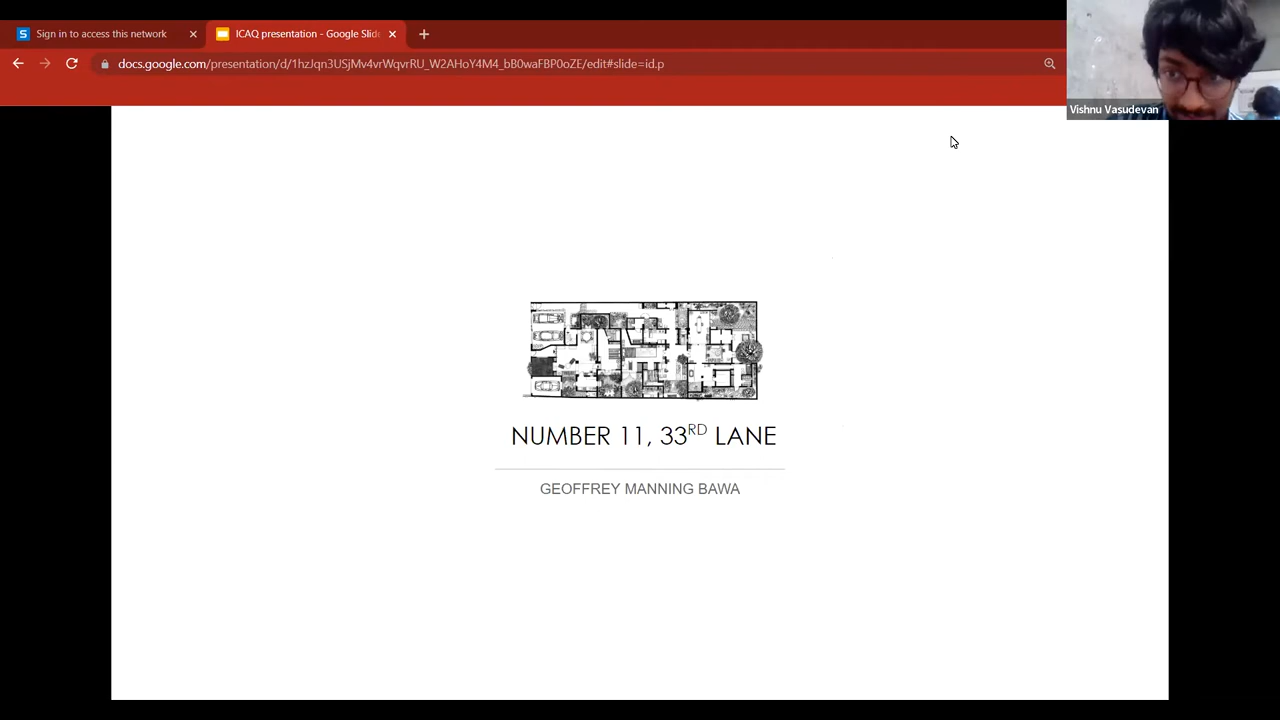 Sign in to access this network
ICAQ presentation - Google Slid
docs.google.com/presentation/d/1hzJqn3USjMv4vrWqvrRU_W2AHoY4M4_bB0waFBP0oZE/edit#slide=id.p
Vishnu Vasudevan
NUMBER 11, 33RD LANE
GEOFFREY MANNING BAWA